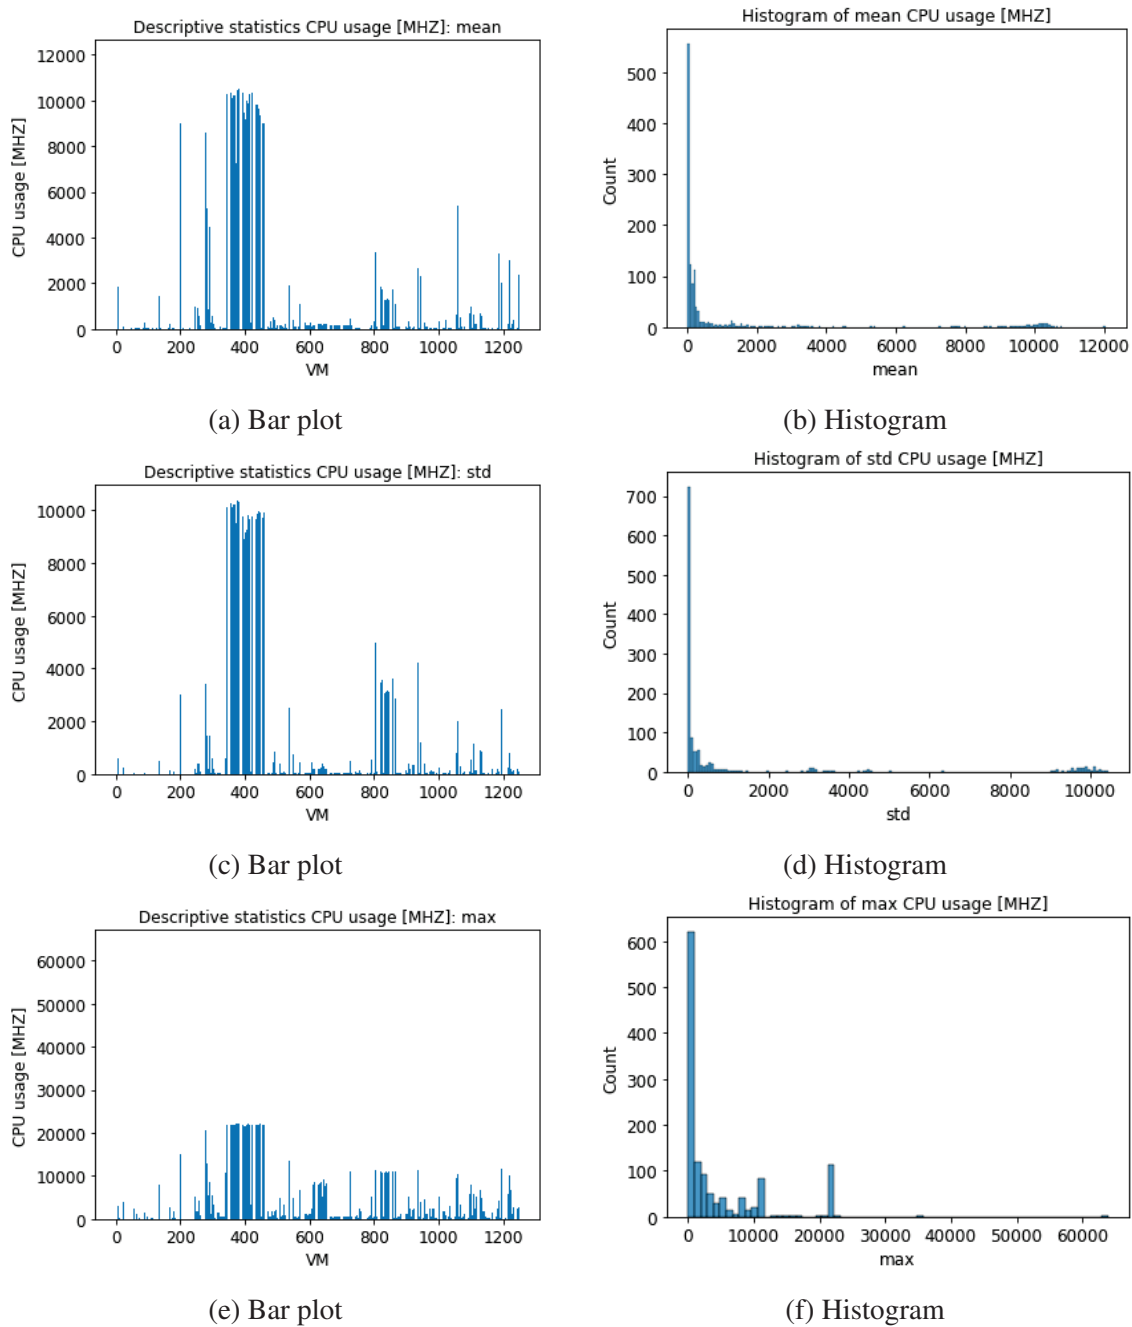 Descriptive statistics CPU usage [MHZ]: mean
CPU usage [MHZ]
12000
10000
8000
6000
4000
2000
0
0 200 400 600 800 1000 1200
VM
(a) Bar plot
Histogram of mean CPU usage [MHZ]
Count
500
400
300
200
100
0
0 2000 4000 6000 8000 10000 12000
mean
(b) Histogram
Descriptive statistics CPU usage [MHZ]: std
CPU usage [MHZ]
10000
8000
6000
4000
2000
0
0 200 400 600 800 1000 1200
VM
(c) Bar plot
Histogram of std CPU usage [MHZ]
Count
700
600
500
400
300
200
100
0
0 2000 4000 6000 8000 10000
std
(d) Histogram
Descriptive statistics CPU usage [MHZ]: max
CPU usage [MHZ]
60000
50000
40000
30000
20000
10000
0
0 200 400 600 800 1000 1200
VM
(e) Bar plot
Histogram of max CPU usage [MHZ]
Count
600
500
400
300
200
100
0
0 10000 20000 30000 40000 50000 60000
max
(f) Histogram